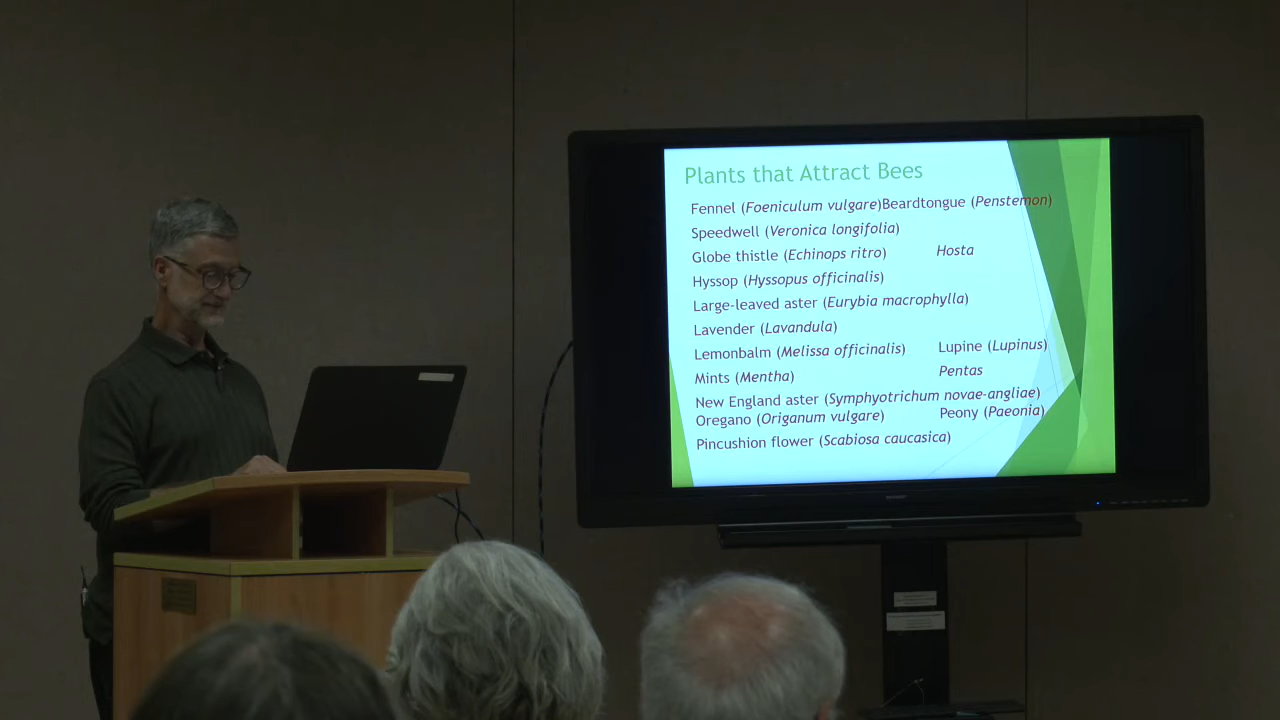 Plants that Attract Bees
Fennel (Foeniculum vulgare)Beardtongue (Penstemon)
Speedwell (Veronica longifolia)
Globe thistle (Echinops ritro) Hosta
Hyssop (Hyssopus officinalis)
Large-leaved aster (Eurybia macrophylla)
Lavender (Lavandula)
Lemonbalm (Melissa officinalis) Lupine (Lupinus)
Mints (Mentha) Pentas
New England aster (Symphyotrichum novae-angliae)
Oregano (Origanum vulgare) Peony (Paeonia)
Pincushion flower (Scabiosa caucasica)